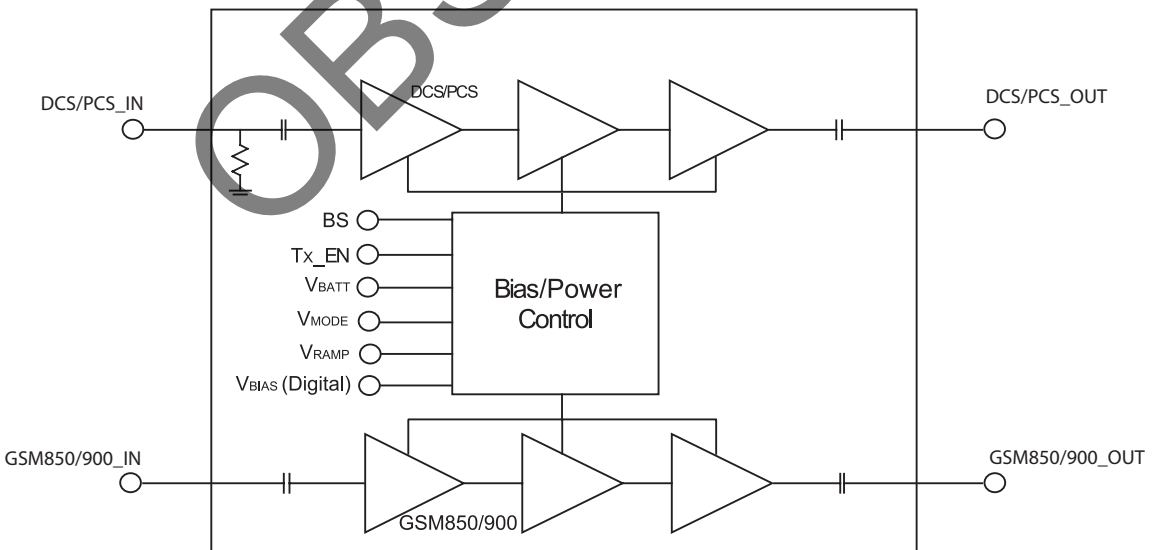 OBS
DCS/PCS_IN
DCS/PCS
DCS/PCS_OUT
BS
Tx_EN
VBATT
VMODE
VRAMP
VBIAS (Digital)
Bias/Power
Control
GSM850/900_IN
GSM850/900
GSM850/900_OUT